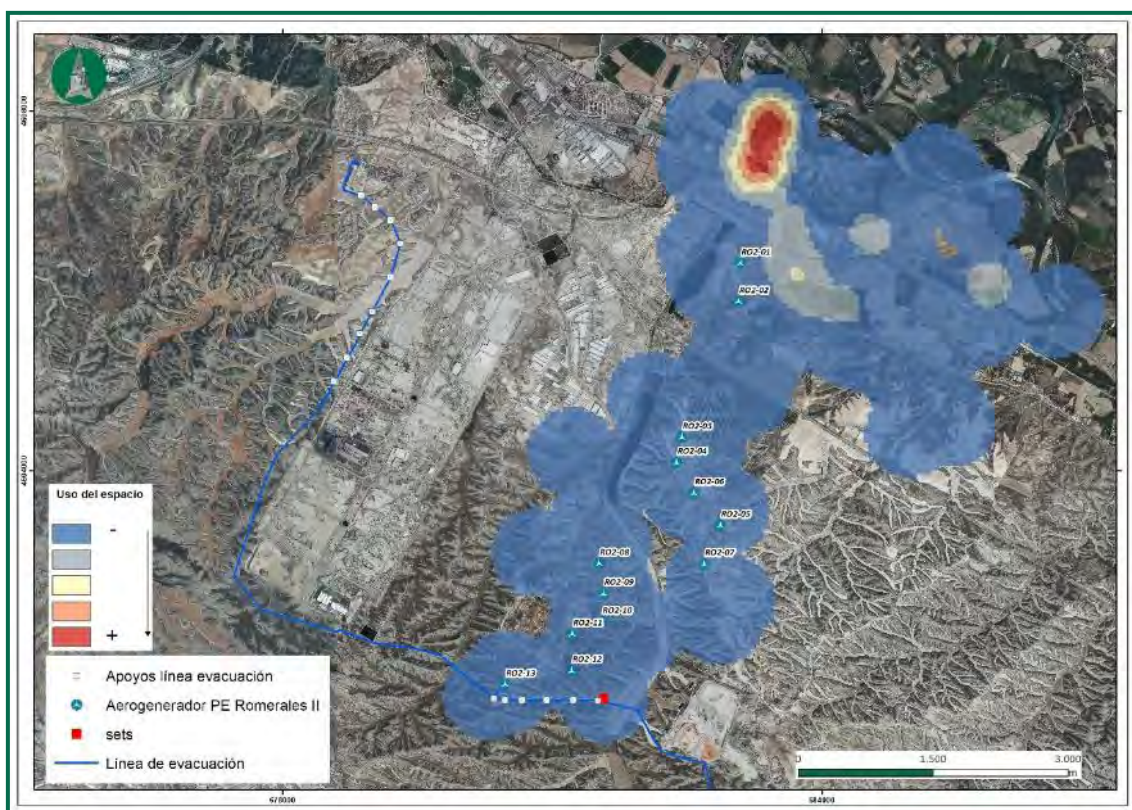 4608000
RO2-01
RO2-02
RO2-03
RO2-04
4604000
RO2-06
RO2-05
RO2-07
RO2-08
RO2-09
RO2-10
RO2-11
RO2-12
RO2-13
Uso del espacio
-
+
Apoyos línea evacuación
Aerogenerador PE Romerales II
sets
Línea de evacuación
0 1.500 3.000
m
678000 684000